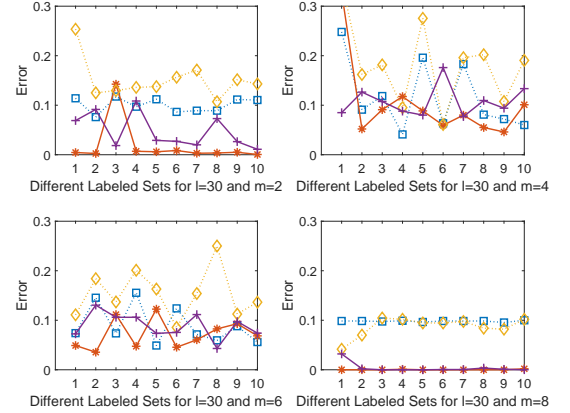 0.3
0.2
0.1
0
Error
1 2 3 4 5 6 7 8 9 10
Different Labeled Sets for l=30 and m=2
0.3
0.2
0.1
0
Error
1 2 3 4 5 6 7 8 9 10
Different Labeled Sets for l=30 and m=4
0.3
0.2
0.1
0
Error
1 2 3 4 5 6 7 8 9 10
Different Labeled Sets for l=30 and m=6
0.3
0.2
0.1
0
Error
1 2 3 4 5 6 7 8 9 10
Different Labeled Sets for l=30 and m=8